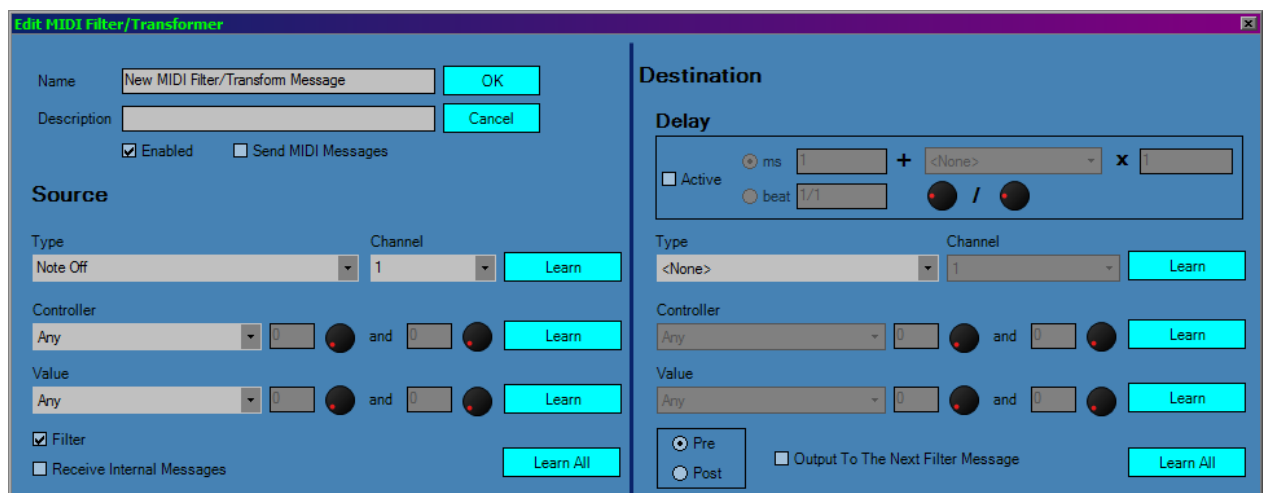 Edit MIDI Filter/Transformer
Name New MIDI Filter/Transform Message OK
Description Cancel
Enabled Send MIDI Messages
Source
Type Channel
Note Off 1 Learn
Controller
Any 0 and 0 Learn
Value
Any 0 and 0 Learn
Filter
Receive Internal Messages Learn All
Destination
Delay
Active
ms 1 + <None> x 1
beat 1/1 /
Type Channel
<None> 1 Learn
Controller
Any 0 and 0 Learn
Value
Any 0 and 0 Learn
Pre
Post
Output To The Next Filter Message Learn All